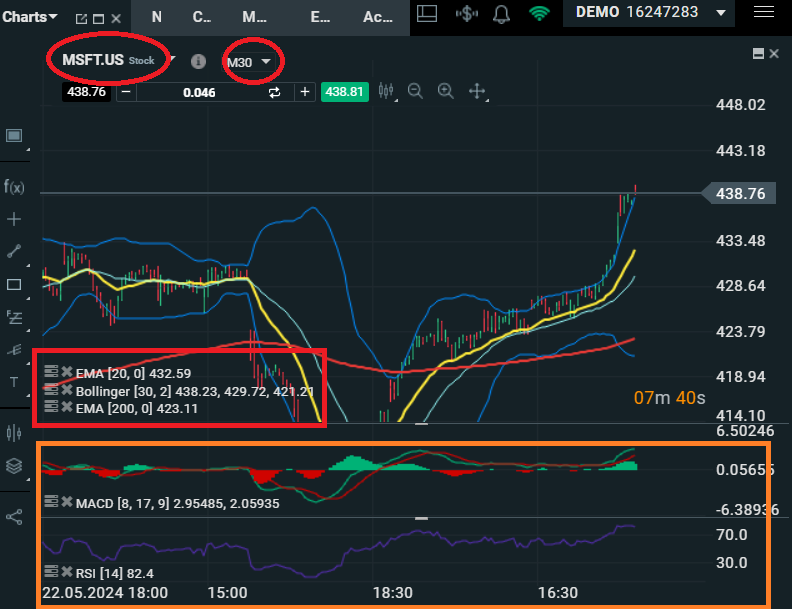 Charts N C... M... E... Ac... DEMO 16247283
MSFT.US Stock M30
438.76 − 0.046 + 438.81
448.02
443.18
438.76
433.48
428.64
423.79
418.94
414.10
f(x)
T
EMA [20, 0] 432.59
Bollinger [30, 2] 438.23, 429.72, 421.21
EMA [200, 0] 423.11
07m 40s
6.50246
0.05655
-6.38936
MACD [8, 17, 9] 2.95485, 2.05935
70.0
30.0
RSI [14] 82.4
22.05.2024 18:00 15:00 18:30 16:30